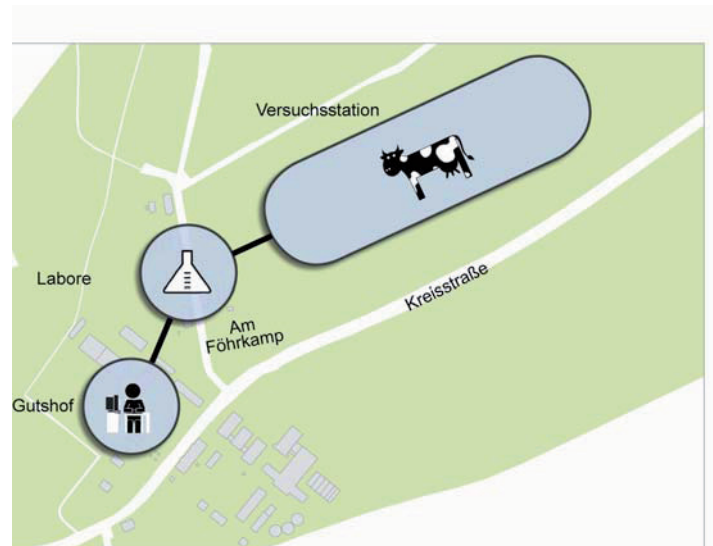 Versuchsstation
Labore
Kreisstraße
Am
Föhrkamp
Gutshof